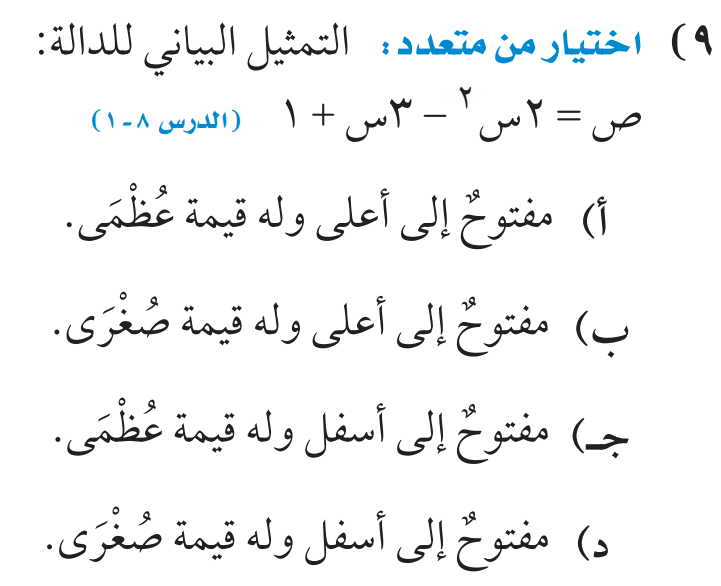 ٩) اختيار من متعدد: التمثيل البياني للدالة:
ص = ٢س٢ – ٣س + ١ (الدرس ٨-١)
أ) مفتوحٌ إلى أعلى وله قيمة عُظْمَى.
ب) مفتوحٌ إلى أعلى وله قيمة صُغْرَى.
جـ) مفتوحٌ إلى أسفل وله قيمة عُظْمَى.
د) مفتوحٌ إلى أسفل وله قيمة صُغْرَى.